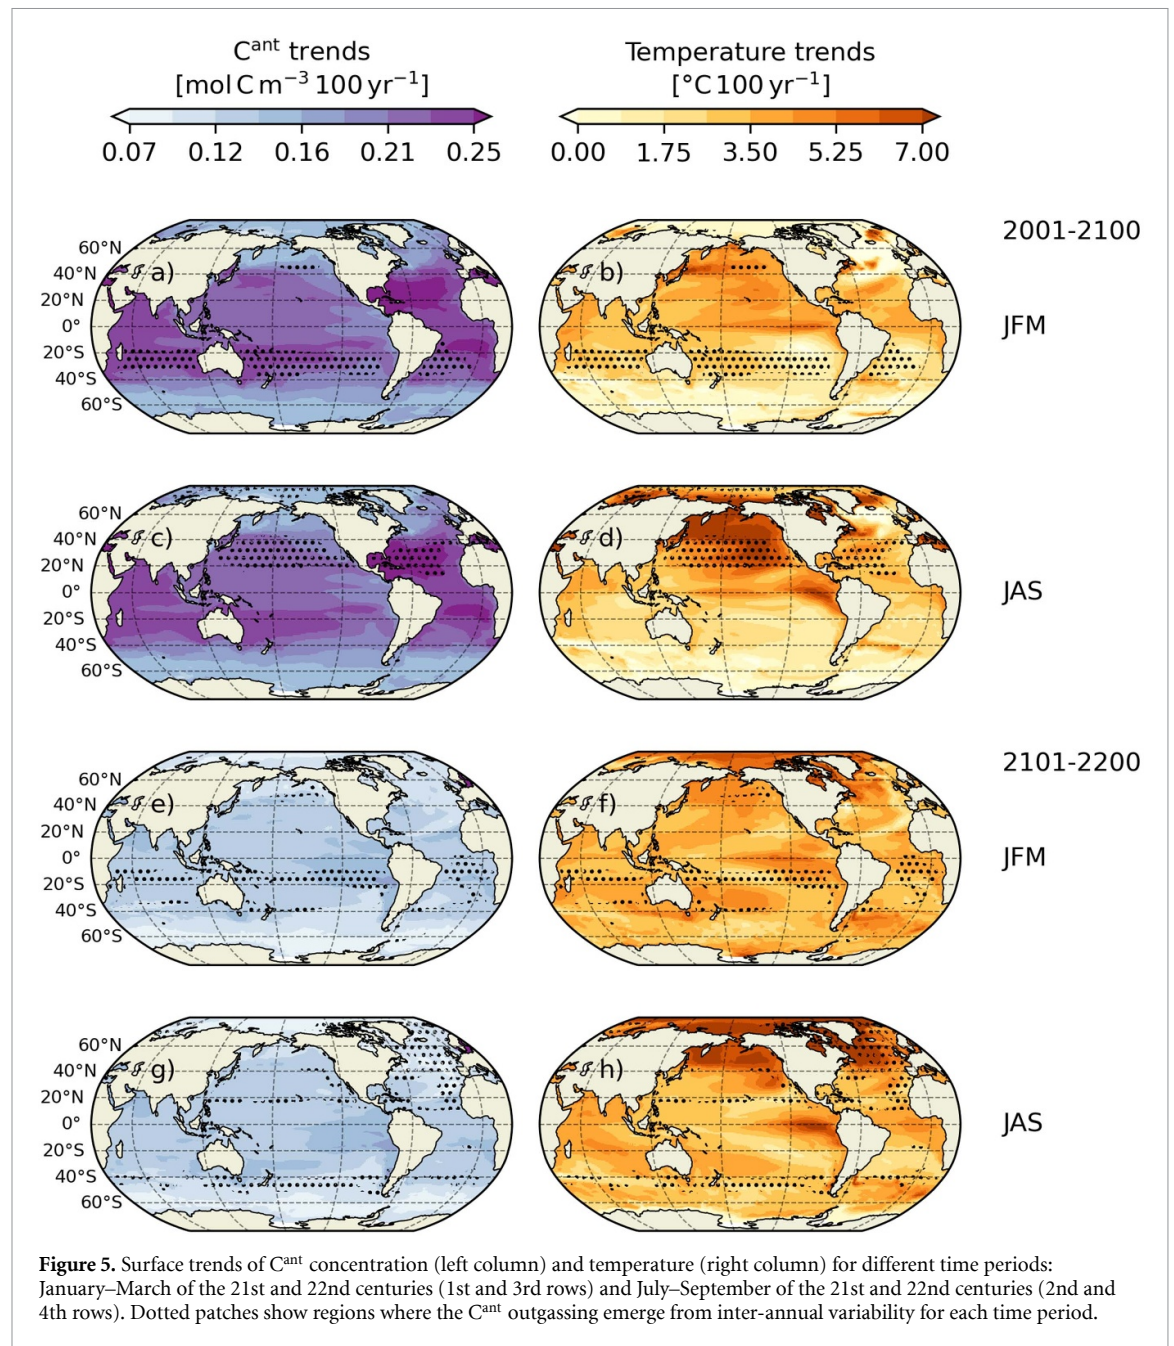 C^ant trends
[mol C m⁻³ 100 yr⁻¹]
0.07 0.12 0.16 0.21 0.25
Temperature trends
[°C 100 yr⁻¹]
0.00 1.75 3.50 5.25 7.00
2001-2100
JFM
a)
60°N
40°N
20°N
0°
20°S
40°S
60°S
b)
JAS
c)
60°N
40°N
20°N
0°
20°S
40°S
60°S
d)
2101-2200
JFM
e)
60°N
40°N
20°N
0°
20°S
40°S
60°S
f)
JAS
g)
60°N
40°N
20°N
0°
20°S
40°S
60°S
h)
Figure 5. Surface trends of C^ant concentration (left column) and temperature (right column) for different time periods:
January–March of the 21st and 22nd centuries (1st and 3rd rows) and July–September of the 21st and 22nd centuries (2nd and
4th rows). Dotted patches show regions where the C^ant outgassing emerge from inter-annual variability for each time period.